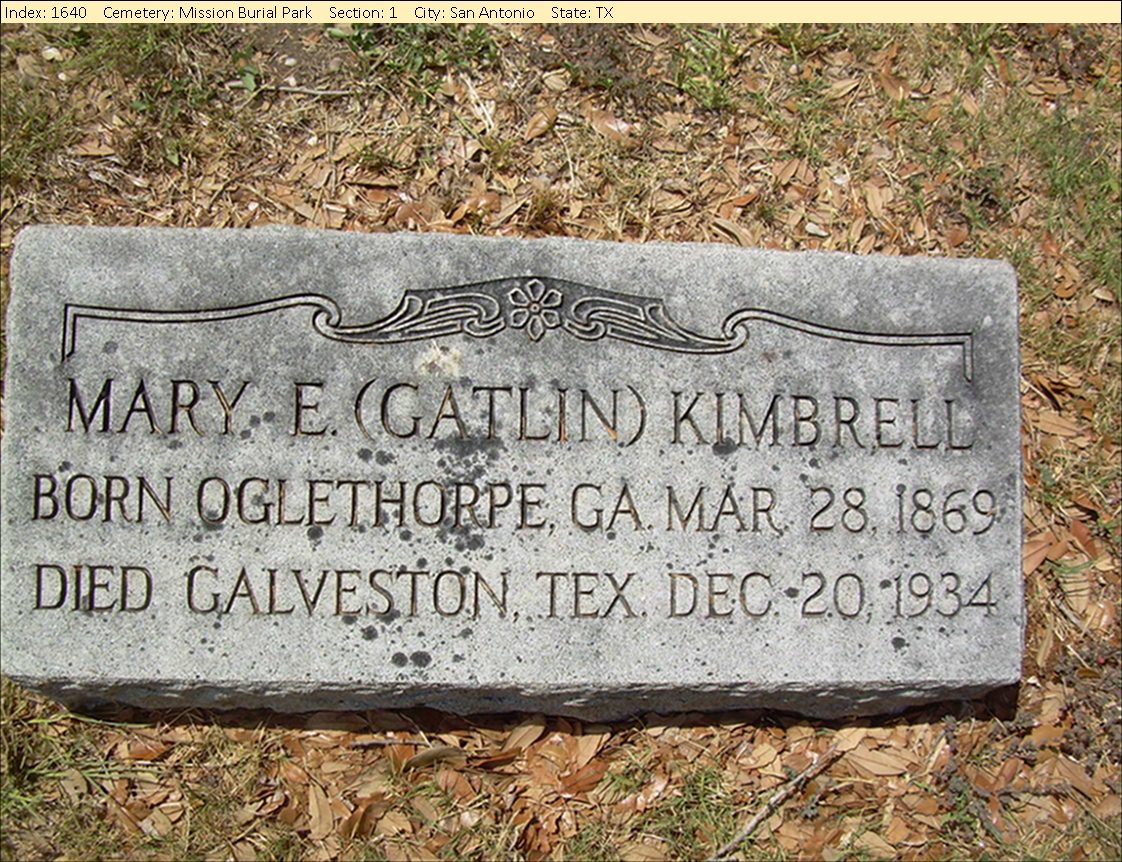 Index: 1640 Cemetery: Mission Burial Park Section: 1 City: San Antonio State: TX
MARY E. (GATLIN) KIMBRELL
BORN OGLETHORPE, GA. MAR. 28, 1869
DIED GALVESTON, TEX. DEC. 20, 1934